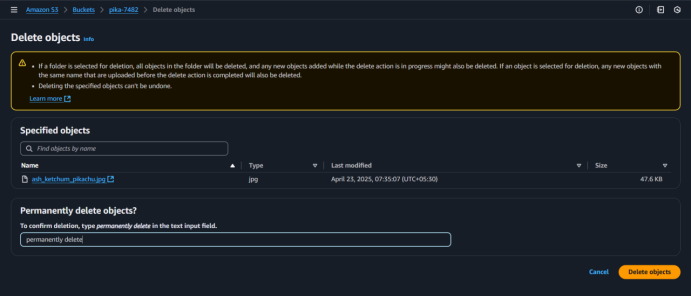 Amazon S3 > Buckets > pika-7482 > Delete objects
Delete objects Info
• If a folder is selected for deletion, all objects in the folder will be deleted, and any new objects added while the delete action is in progress might also be deleted. If an object is selected for deletion, any new objects with
the same name that are uploaded before the delete action is completed will also be deleted.
• Deleting the specified objects can't be undone.
Learn more
Specified objects
Find objects by name
Name Type Last modified Size
ash_ketchum_pikachu.jpg jpg April 23, 2025, 07:35:07 (UTC+05:30) 47.6 KB
Permanently delete objects?
To confirm deletion, type permanently delete in the text input field.
permanently delete
Cancel Delete objects